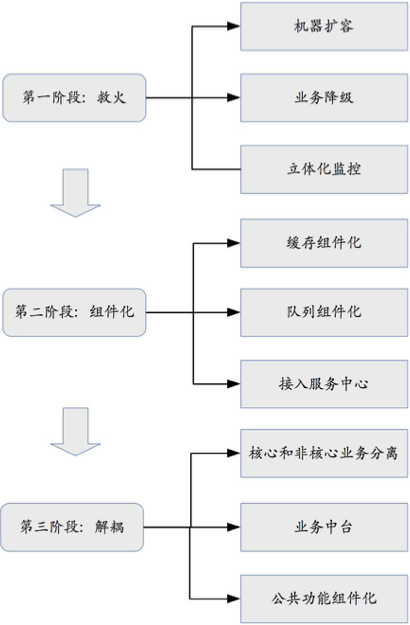 第一阶段：救火
机器扩容
业务降级
立体化监控
第二阶段：组件化
缓存组件化
队列组件化
接入服务中心
第三阶段：解耦
核心和非核心业务分离
业务中台
公共功能组件化